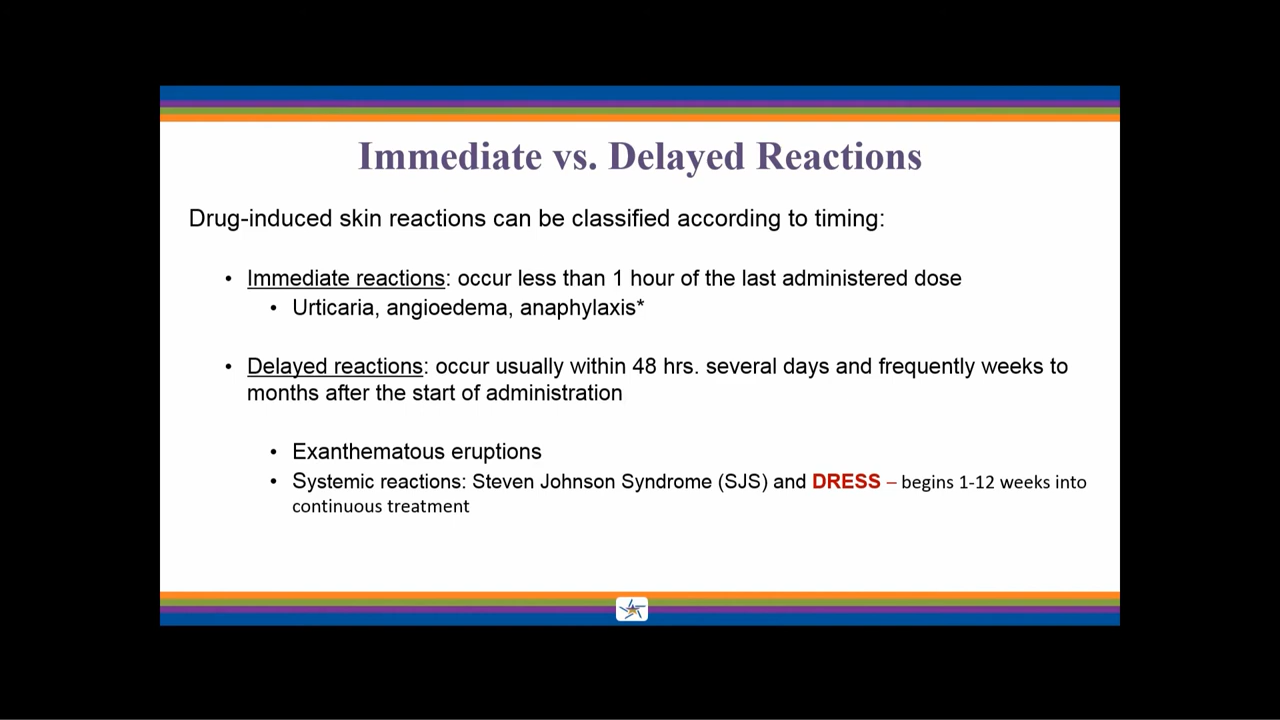 Immediate vs. Delayed Reactions
Drug-induced skin reactions can be classified according to timing:
• Immediate reactions: occur less than 1 hour of the last administered dose
• Urticaria, angioedema, anaphylaxis*
• Delayed reactions: occur usually within 48 hrs. several days and frequently weeks to
months after the start of administration
• Exanthematous eruptions
• Systemic reactions: Steven Johnson Syndrome (SJS) and DRESS – begins 1-12 weeks into
continuous treatment